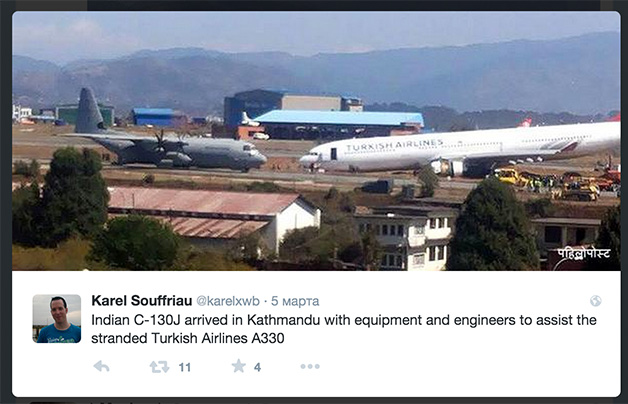 TURKISH AIRLINES
पहिलोपोस्ट
Karel Souffriau @karelxwb · 5 марта
Indian C-130J arrived in Kathmandu with equipment and engineers to assist the
stranded Turkish Airlines A330
11
4